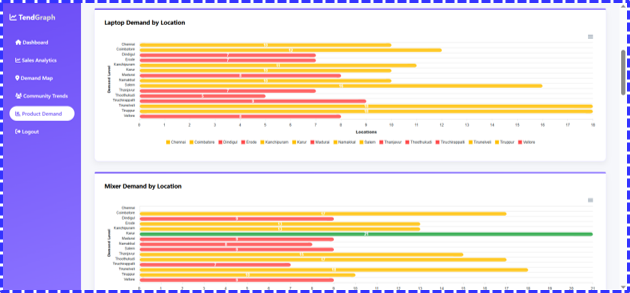 TendGraph
Dashboard
Sales Analytics
Demand Map
Community Trends
Product Demand
Logout
Laptop Demand by Location
Chennai
Coimbatore
Dindigul
Erode
Kanchipuram
Karur
Madurai
Namakkal
Salem
Thanjavur
Thoothukudi
Tiruchirappalli
Tirunelveli
Tiruppur
Vellore
Demand Level
0 1 2 3 4 5 6 7 8 9 10 11 12 13 14 15 16 17 18
Locations
Chennai Coimbatore Dindigul Erode Kanchipuram Karur Madurai Namakkal Salem Thanjavur Thoothukudi Tiruchirappalli Tirunelveli Tiruppur Vellore
Mixer Demand by Location
Chennai
Coimbatore
Dindigul
Erode
Kanchipuram
Karur
Madurai
Namakkal
Salem
Thanjavur
Thoothukudi
Tiruchirappalli
Tirunelveli
Tiruppur
Vellore
Demand Level